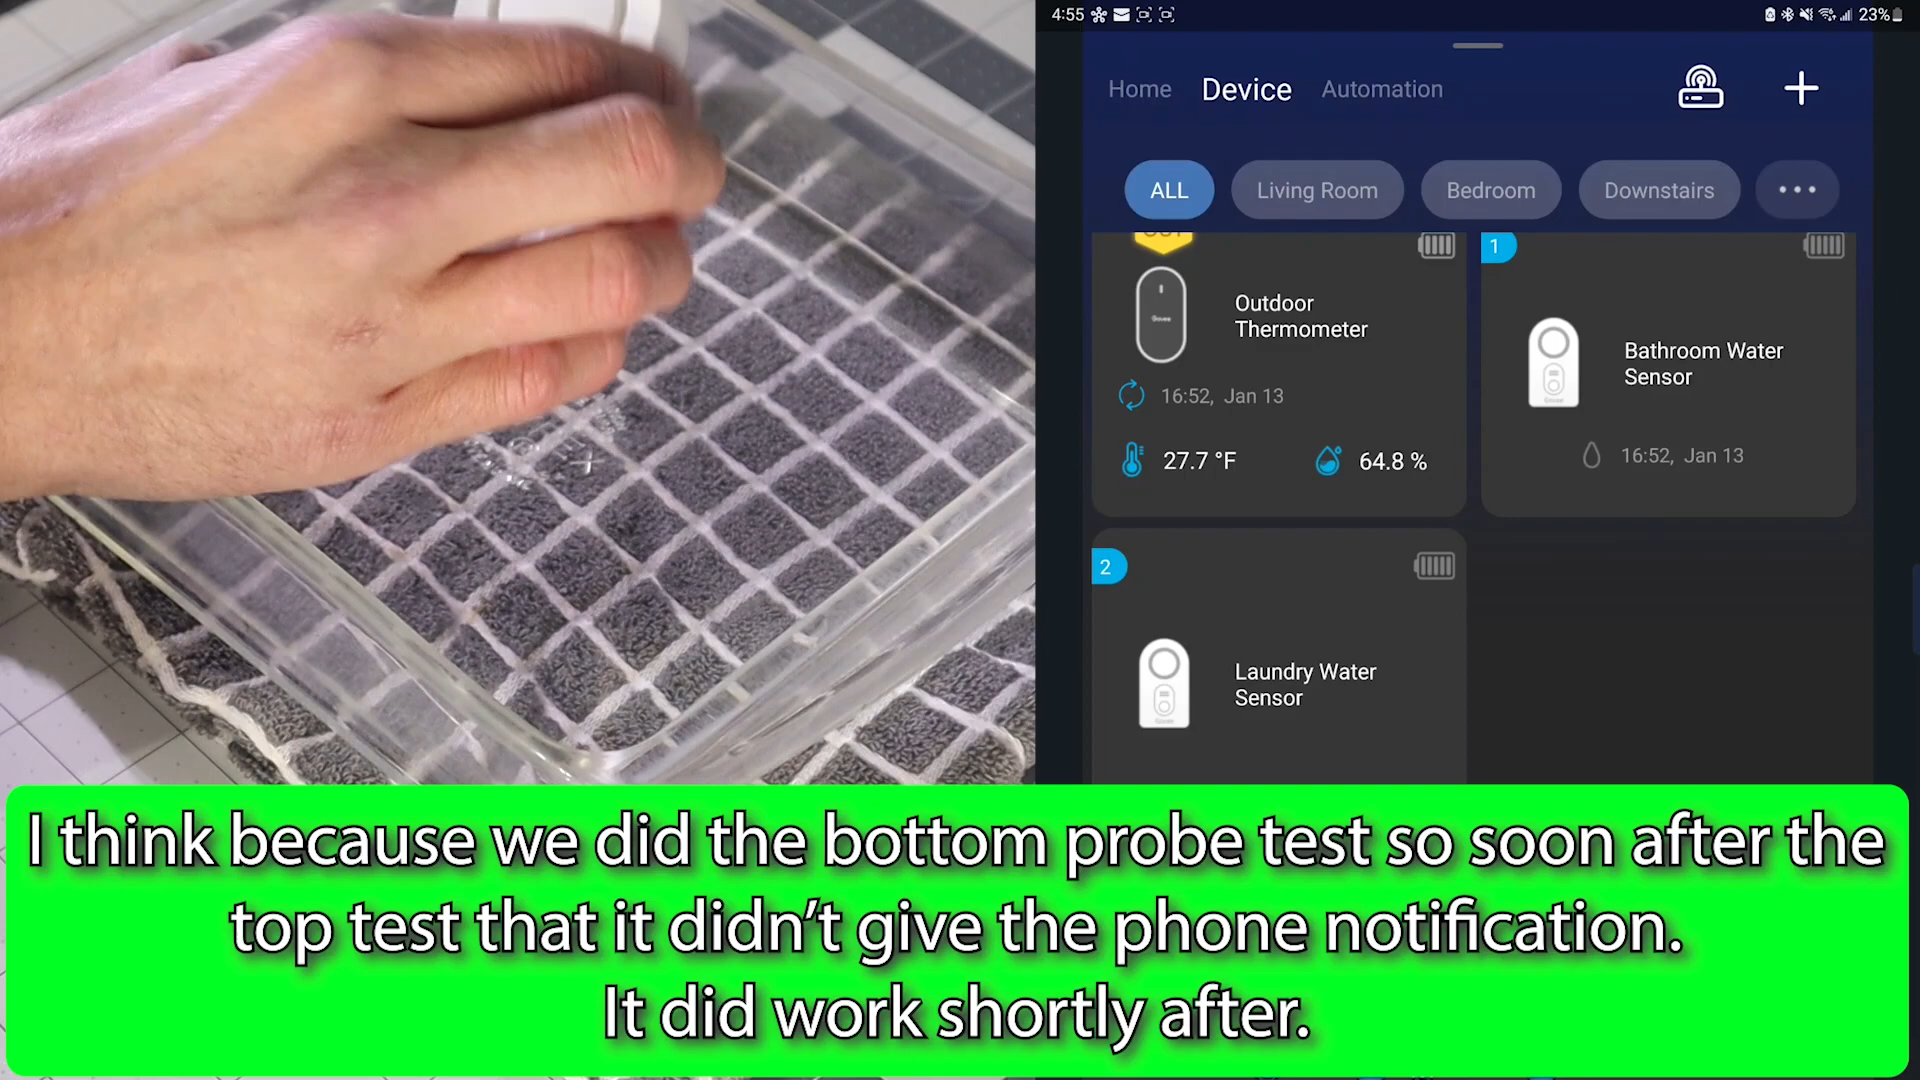 4:55
23%
Home Device Automation
ALL Living Room Bedroom Downstairs
Outdoor
Thermometer
16:52, Jan 13
27.7 °F 64.8 %
1
Bathroom Water
Sensor
16:52, Jan 13
2
Laundry Water
Sensor
I think because we did the bottom probe test so soon after the
top test that it didn't give the phone notification.
It did work shortly after.